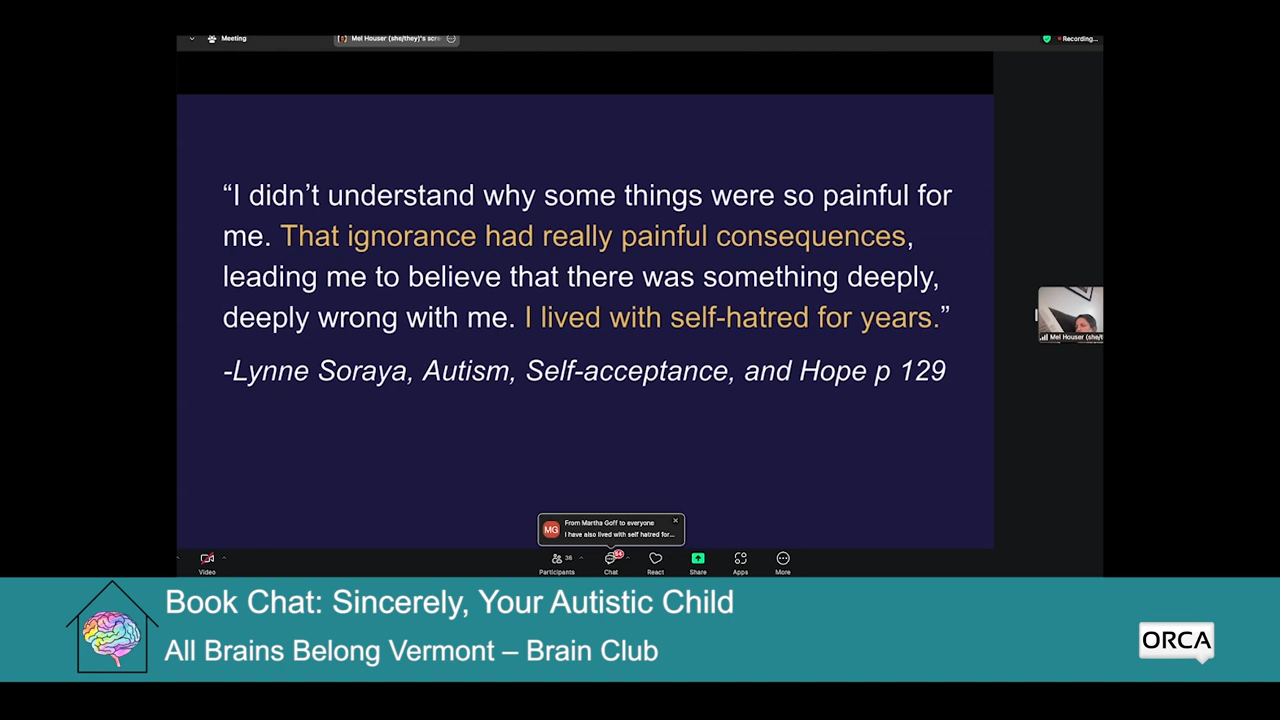 Meeting
Mel Houser (she/they)'s scre
Recording...
“I didn’t understand why some things were so painful for
me. That ignorance had really painful consequences,
leading me to believe that there was something deeply,
deeply wrong with me. I lived with self-hatred for years.”
-Lynne Soraya, Autism, Self-acceptance, and Hope p 129
Mel Houser (she/t
MG
From Martha Goff to everyone
I have also lived with self hatred for...
Video
38
Participants
54
Chat
React
Share
Apps
More
Book Chat: Sincerely, Your Autistic Child
All Brains Belong Vermont – Brain Club
ORCA